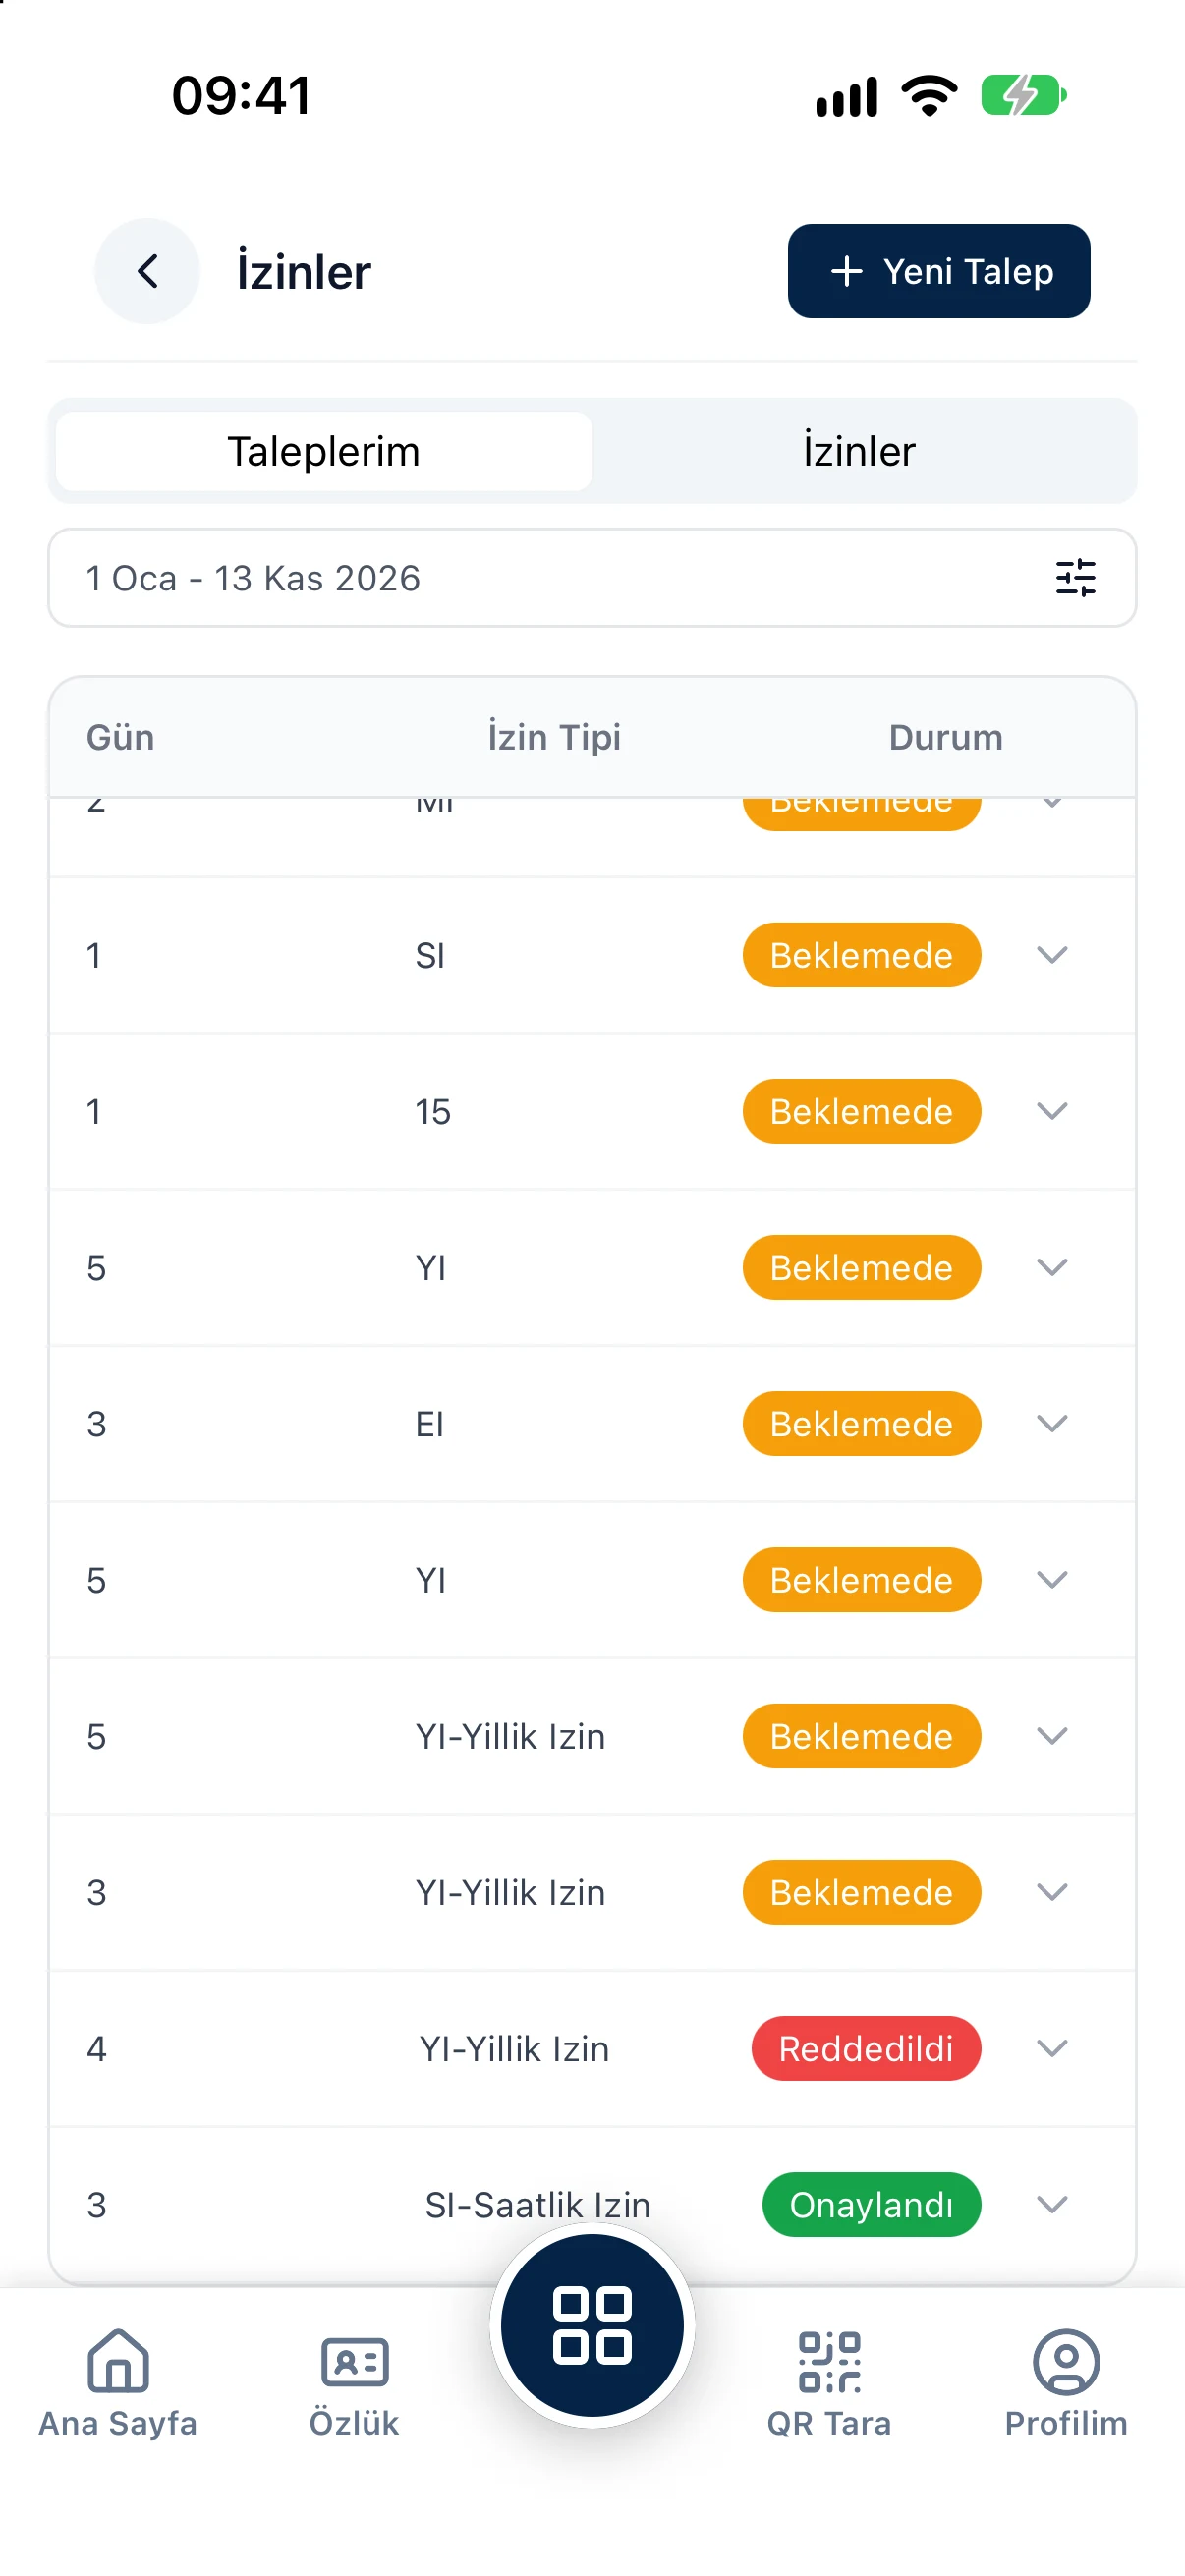 09:41
İzinler
+ Yeni Talep
Taleplerim İzinler
1 Oca - 13 Kas 2026
Gün İzin Tipi Durum
2 MI Beklemede
1 SI Beklemede
1 15 Beklemede
5 YI Beklemede
3 EI Beklemede
5 YI Beklemede
5 YI-Yillik Izin Beklemede
3 YI-Yillik Izin Beklemede
4 YI-Yillik Izin Reddedildi
3 SI-Saatlik Izin Onaylandı
Ana Sayfa Özlük QR Tara Profilim